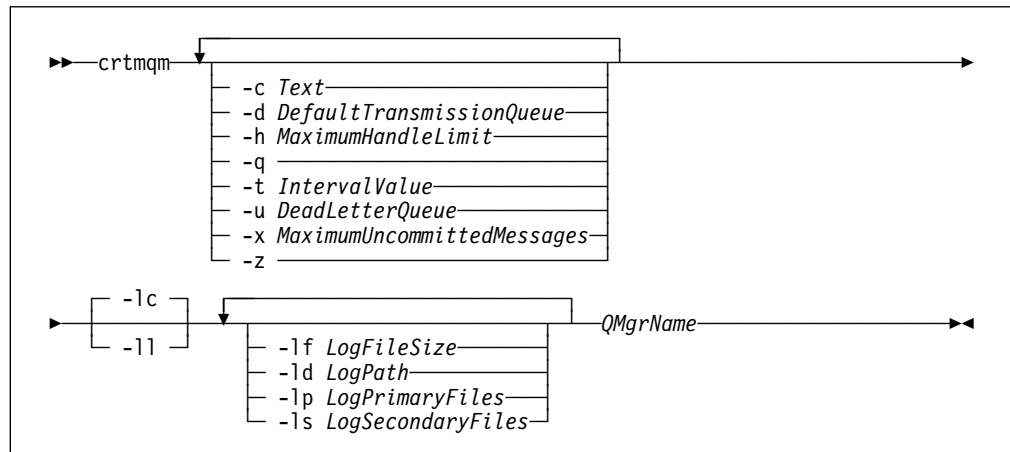 crtmqm
-c Text
-d DefaultTransmissionQueue
-h MaximumHandleLimit
-q
-t IntervalValue
-u DeadLetterQueue
-x MaximumUncommittedMessages
-z
-lc
-ll
QMgrName
-lf LogFileSize
-ld LogPath
-lp LogPrimaryFiles
-ls LogSecondaryFiles